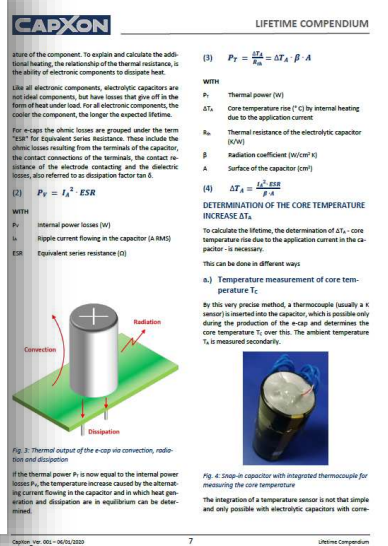 CAPXON
LIFETIME COMPENDIUM
ature of the component. To explain and calculate the addi-
tional heating, the relationship of the thermal resistance, is
the ability of electronic components to dissipate heat.
Like all electronic components, electrolytic capacitors are
not ideal components, but have losses that give off in the
form of heat under load. For all electronic components, the
cooler the component, the longer the expected lifetime.
For e-caps the ohmic losses are grouped under the term
"ESR" for Equivalent Series Resistance. These include the
ohmic losses resulting from the terminals of the capacitor,
the contact connections of the terminals, the contact re-
sistance of the electrode contacting and the dielectric
losses, also referred to as dissipation factor tan δ.
(2) P_V = I_A² · ESR
WITH
P_V Internal power losses (W)
I_A Ripple current flowing in the capacitor (A RMS)
ESR Equivalent series resistance (Ω)
Radiation
Convection
Dissipation
Fig. 3: Thermal output of the e-cap via convection, radia-
tion and dissipation
If the thermal power P_T is now equal to the internal power
losses P_V, the temperature increase caused by the alternat-
ing current flowing in the capacitor and in which heat gen-
eration and dissipation are in equilibrium can be deter-
mined.
(3) P_T = ΔT_A / R_th = ΔT_A · β · A
WITH
P_T Thermal power (W)
ΔT_A Core temperature rise (° C) by internal heating
due to the application current
R_th Thermal resistance of the electrolytic capacitor
(K/W)
β Radiation coefficient (W/cm² K)
A Surface of the capacitor (cm²)
(4) ΔT_A = I_A² · ESR / β · A
DETERMINATION OF THE CORE TEMPERATURE
INCREASE ΔT_A
To calculate the lifetime, the determination of ΔT_A - core
temperature rise due to the application current in the ca-
pacitor - is necessary.
This can be done in different ways
a.) Temperature measurement of core tem-
perature T_C
By this very precise method, a thermocouple (usually a K
sensor) is inserted into the capacitor, which is possible only
during the production of the e-cap and determines the
core temperature T_C over this. The ambient temperature
T_A is measured secondarily.
Fig. 4: Snap-in capacitor with integrated thermocouple for
measuring the core temperature
The integration of a temperature sensor is not that simple
and only possible with electrolytic capacitors with corre-
CapXon_Ver. 001 – 06/01/2020
7
Lifetime Compendium